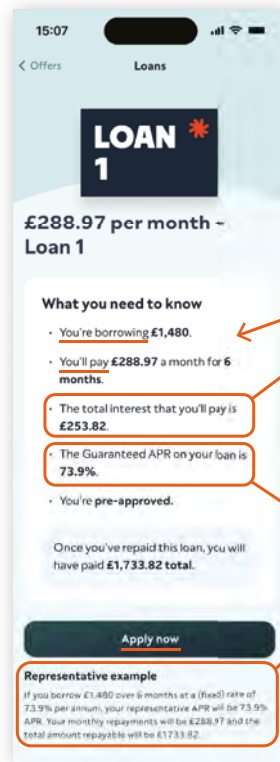 15:07
Offers
Loans
LOAN
1
£288.97 per month –
Loan 1
What you need to know
· You're borrowing £1,480.
· You'll pay £288.97 a month for 6
months.
· The total interest that you'll pay is
£253.82.
· The Guaranteed APR on your loan is
73.9%.
· You're pre-approved.
Once you've repaid this loan, you will
have paid £1,733.82 total.
Apply now
Representative example
If you borrow £1,480 over 6 months at a (fixed) rate of
73.9% per annum, your representative APR will be 73.9%
APR. Your monthly repayments will be £288.97 and the
total amount repayable will be £1733.82.